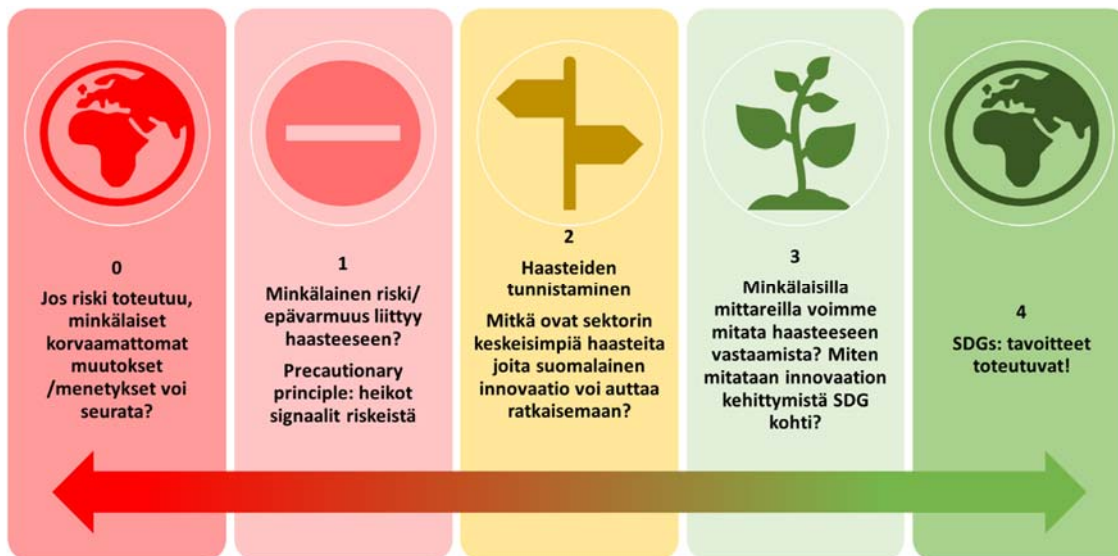 0
Jos riski toteutuu,
minkälaiset
korvaamattomat
muutokset
/menetykset voi
seurata?
1
Minkälainen riski/
epävarmuus liittyy
haasteeseen?
Precautionary
principle: heikot
signaalit riskeistä
2
Haasteiden
tunnistaminen
Mitkä ovat sektorin
keskeisimpiä haasteita
joita suomalainen
innovaatio voi auttaa
ratkaisemaan?
3
Minkälaisilla
mittareilla voimme
mitata haasteeseen
vastaamista? Miten
mitataan innovaation
kehittymistä SDG
kohti?
4
SDGs: tavoitteet
toteutuvat!